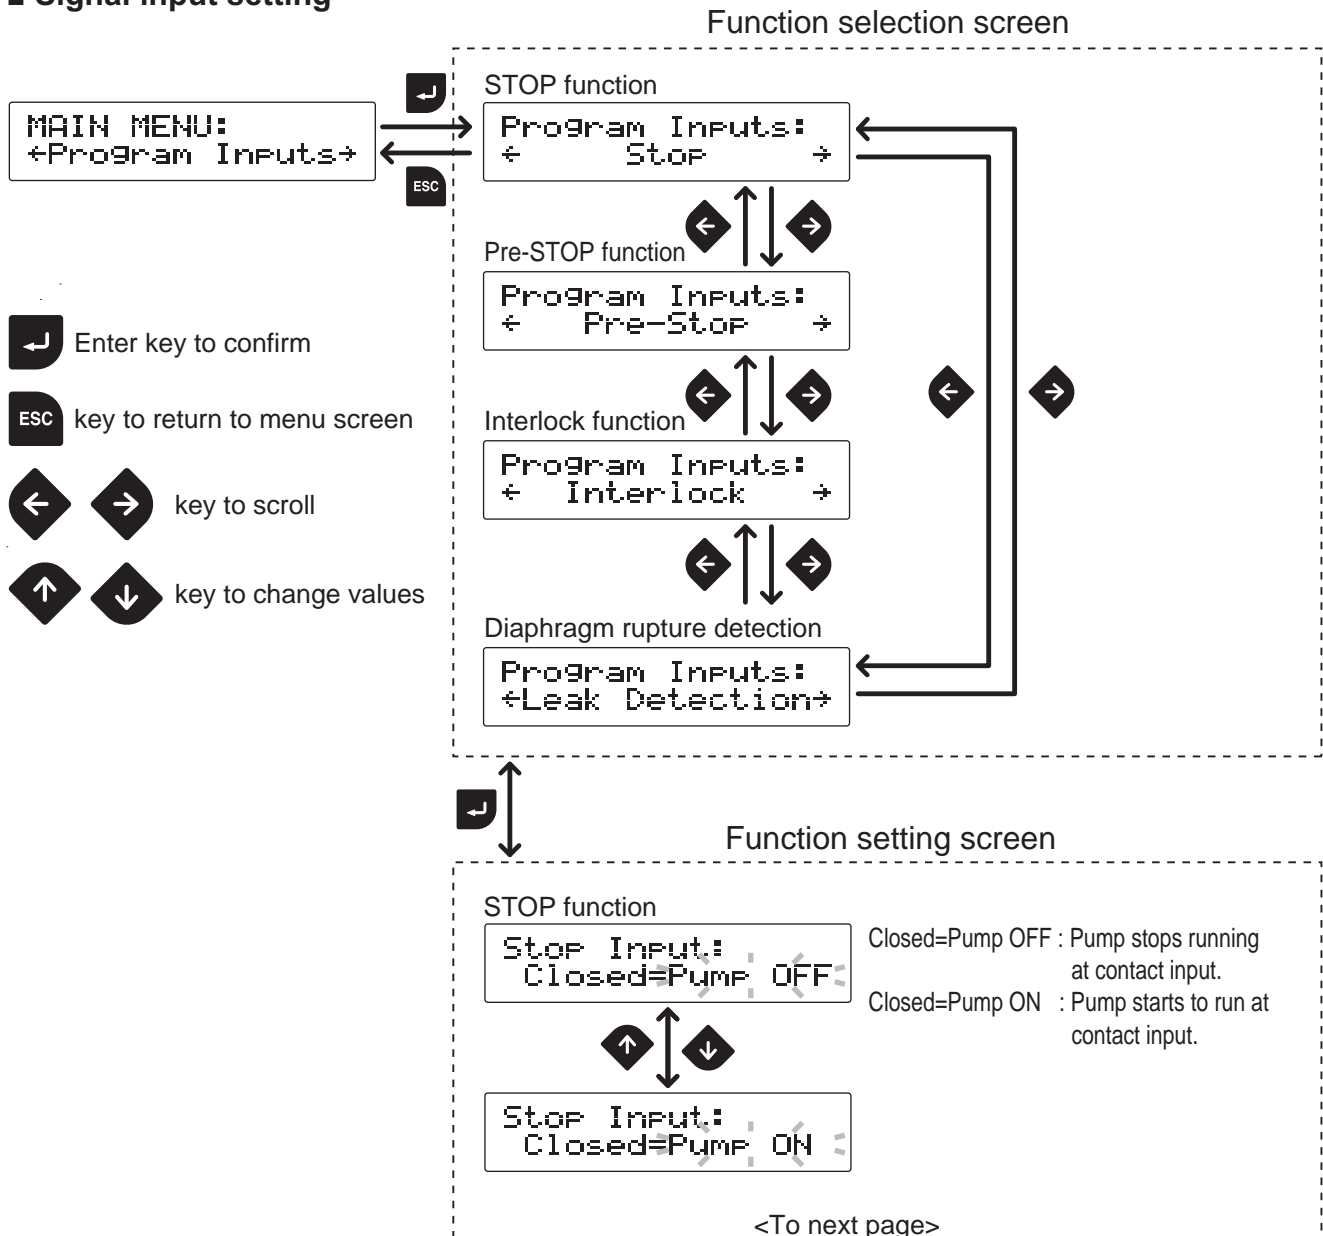 ■ Signal input setting
Function selection screen
STOP function
MAIN MENU:
←Program Inputs→
Program Inputs:
← Stop →
ESC
Pre-STOP function
Program Inputs:
← Pre-Stop →
Enter key to confirm
ESC key to return to menu screen
Interlock function
Program Inputs:
← Interlock →
key to scroll
key to change values
Diaphragm rupture detection
Program Inputs:
←Leak Detection→
Function setting screen
STOP function
Stop Input:
Closed=Pump OFF
Closed=Pump OFF : Pump stops running
at contact input.
Closed=Pump ON : Pump starts to run at
contact input.
Stop Input:
Closed=Pump ON
<To next page>